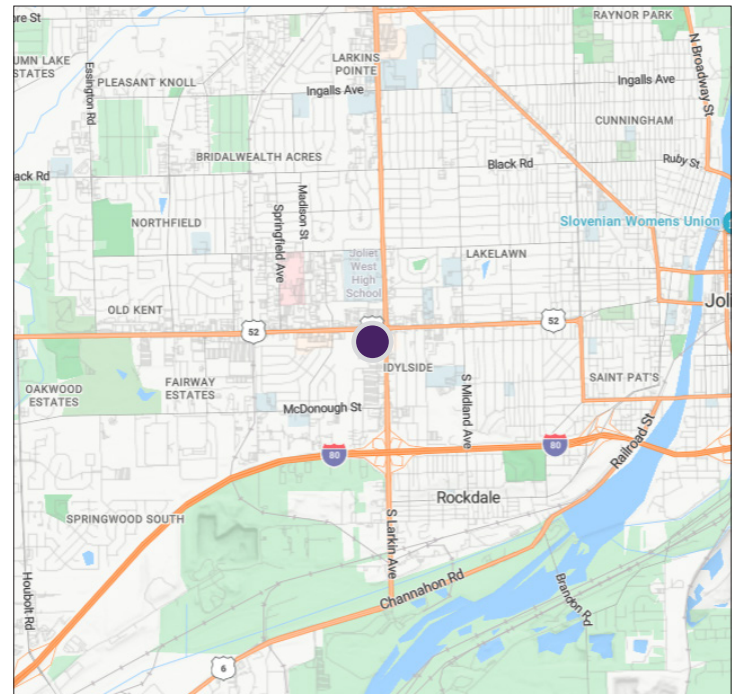 ore St
RAYNOR PARK
UMN LAKE
ESTATES
LARKINS
POINTE
N Broadway St
Essington Rd
PLEASANT KNOLL
Ingalls Ave
Ingalls Ave
CUNNINGHAM
BRIDALWEALTH ACRES
Black Rd
Ruby St
ack Rd
Madison St
Springfield Ave
NORTHFIELD
Slovenian Womens Union
Joliet
West
High
School
LAKELAWN
OLD KENT
Joli
52
52
IDYLSIDE
OAKWOOD
ESTATES
FAIRWAY
ESTATES
S Midland Ave
SAINT PAT'S
McDonough St
80
80
Railroad St
Rockdale
SPRINGWOOD SOUTH
S Larkin Ave
Houbolt Rd
Channahon Rd
Brandon Rd
6